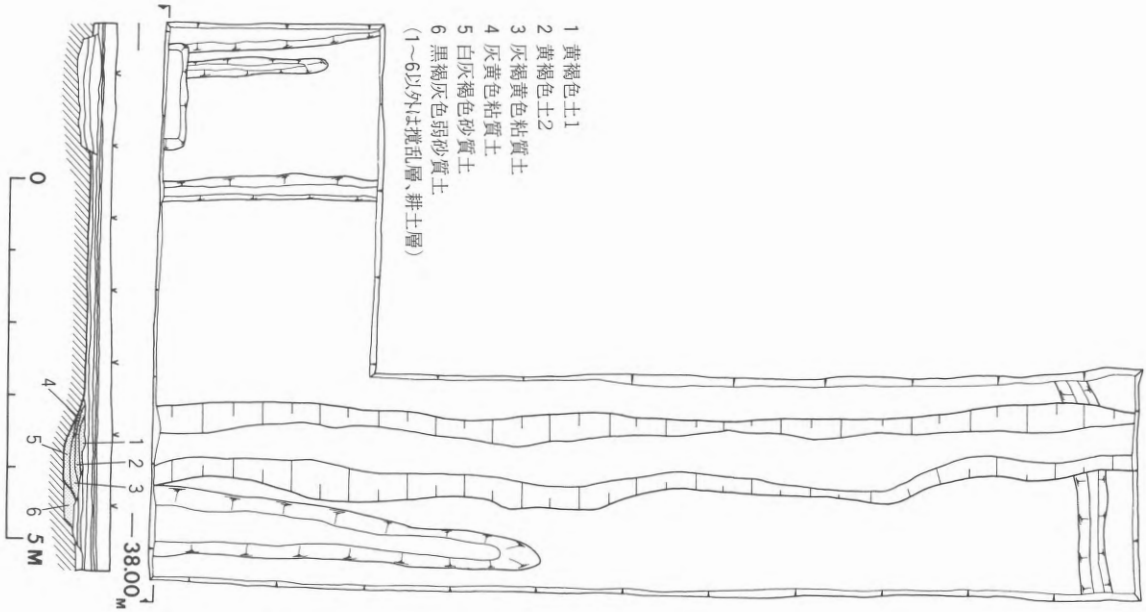 1 黄褐色土1
2 黄褐色土2
3 灰褐黄色粘質土
4 灰黄色粘質土
5 白灰褐色砂質土
6 黒褐灰色弱砂質土
(1~6以外は撹乱層、耕土層)
4
5
1
2
3
6
38.00M
0
5M